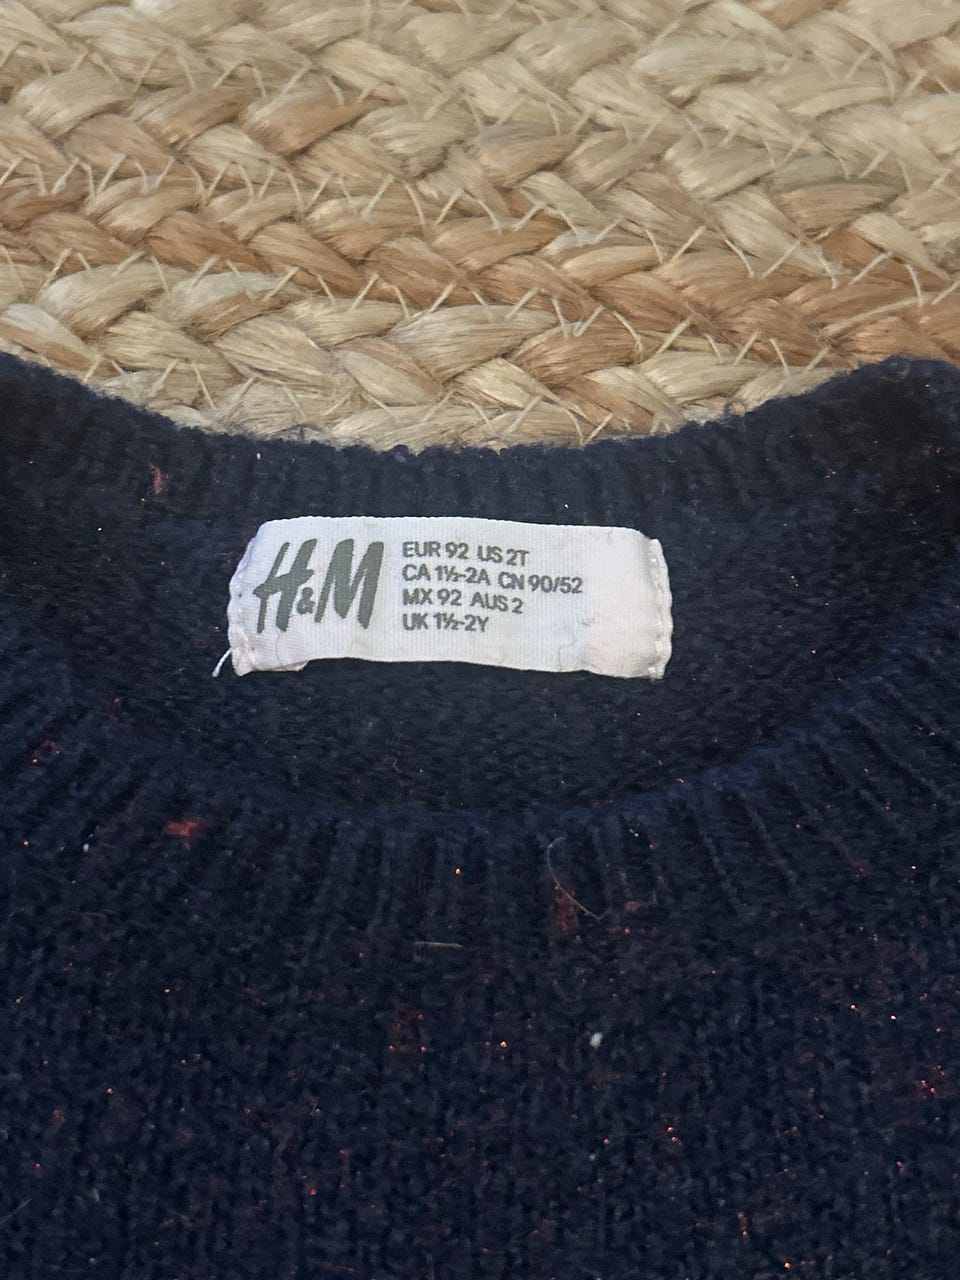 H&M
EUR 92 US 2T
CA 1½-2A CN 90/52
MX 92 AUS 2
UK 1½-2Y